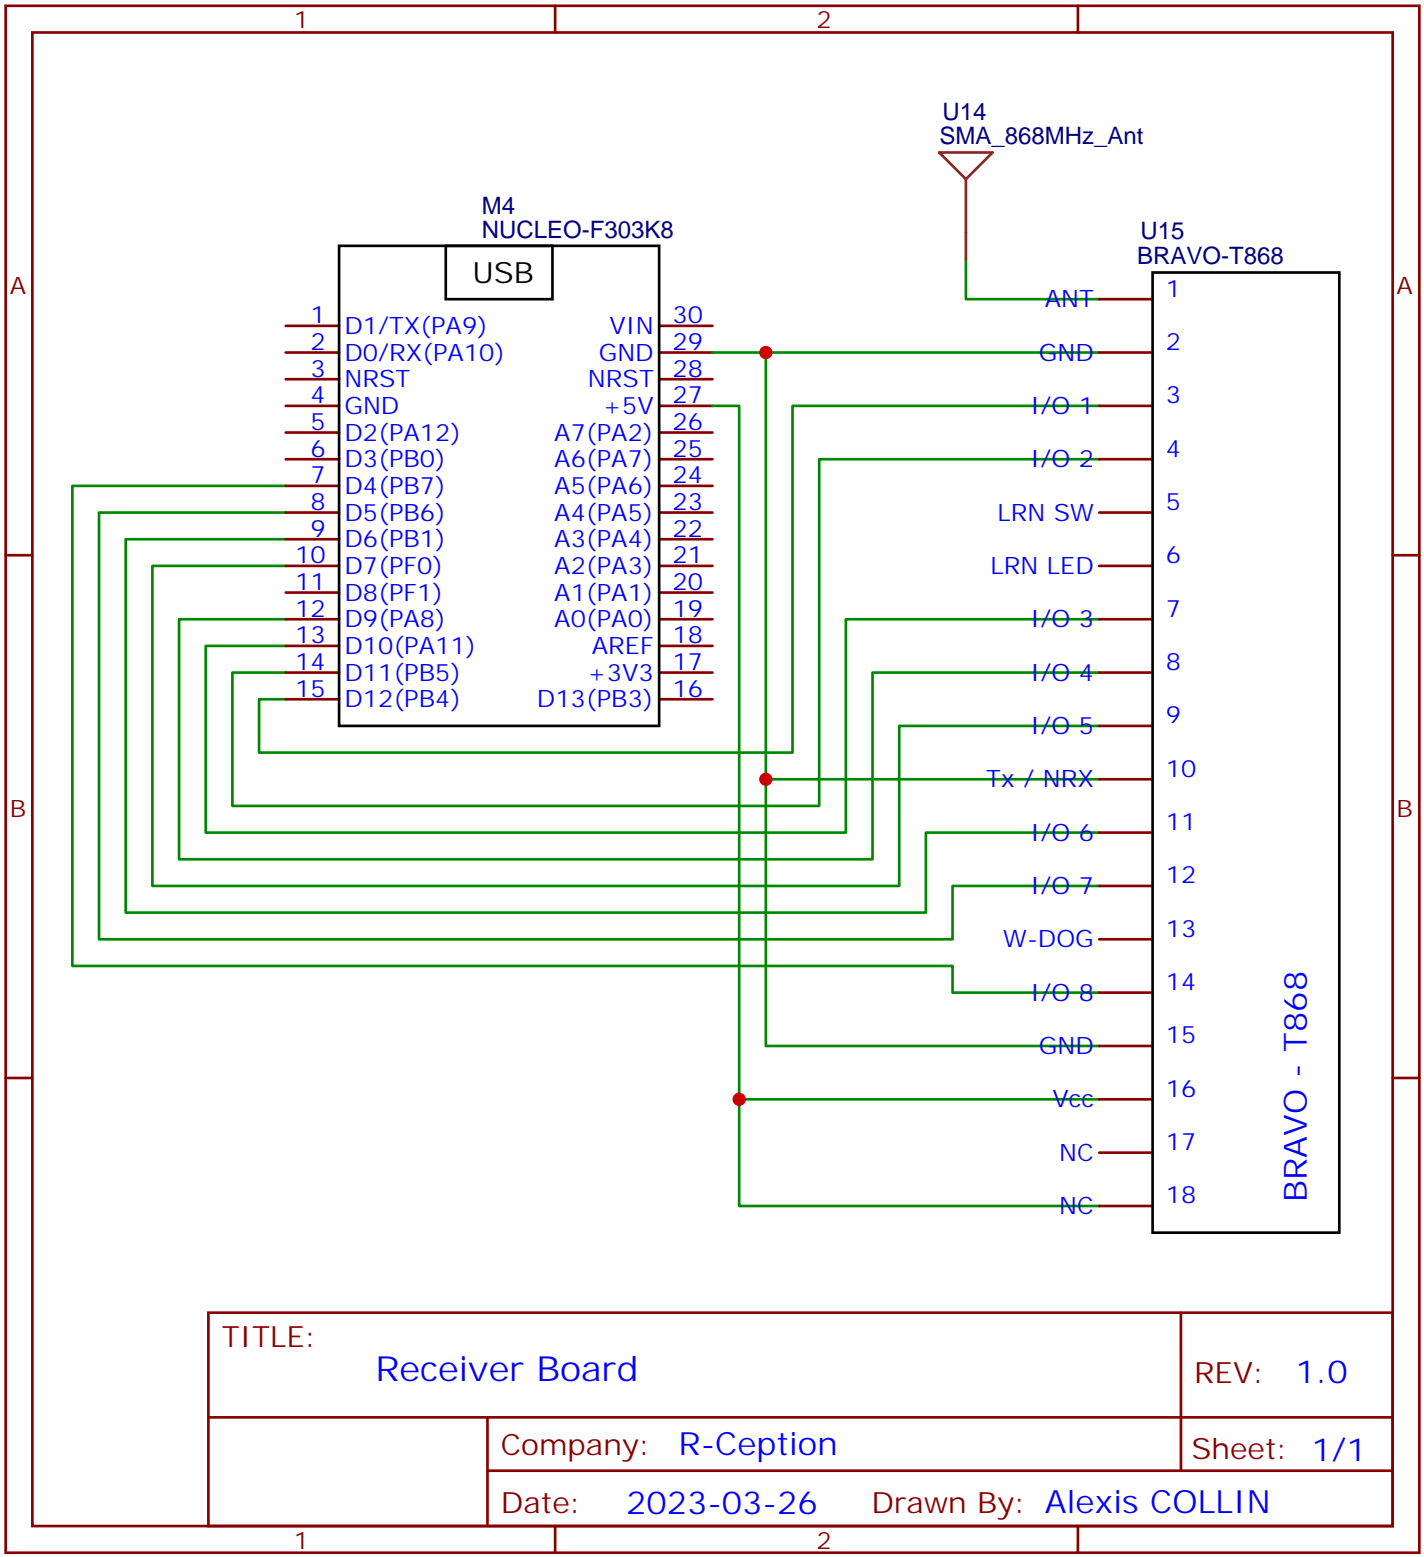 1 2
U14
SMA_868MHz_Ant
M4
NUCLEO-F303K8
U15
BRAVO-T868
USB
A A
1 D1/TX(PA9) VIN 30
2 D0/RX(PA10) GND 29
3 NRST NRST 28
4 GND +5V 27
5 D2(PA12) A7(PA2) 26
6 D3(PB0) A6(PA7) 25
7 D4(PB7) A5(PA6) 24
8 D5(PB6) A4(PA5) 23
9 D6(PB1) A3(PA4) 22
10 D7(PF0) A2(PA3) 21
11 D8(PF1) A1(PA1) 20
12 D9(PA8) A0(PA0) 19
13 D10(PA11) AREF 18
14 D11(PB5) +3V3 17
15 D12(PB4) D13(PB3) 16
ANT 1
GND 2
I/O 1 3
I/O 2 4
LRN SW 5
LRN LED 6
I/O 3 7
I/O 4 8
I/O 5 9
Tx / NRX 10
I/O 6 11
I/O 7 12
W-DOG 13
I/O 8 14
GND 15
Vcc 16
NC 17
NC 18
BRAVO - T868
B B
TITLE:
Receiver Board
REV: 1.0
Company: R-Ception
Sheet: 1/1
Date: 2023-03-26 Drawn By: Alexis COLLIN
1 2